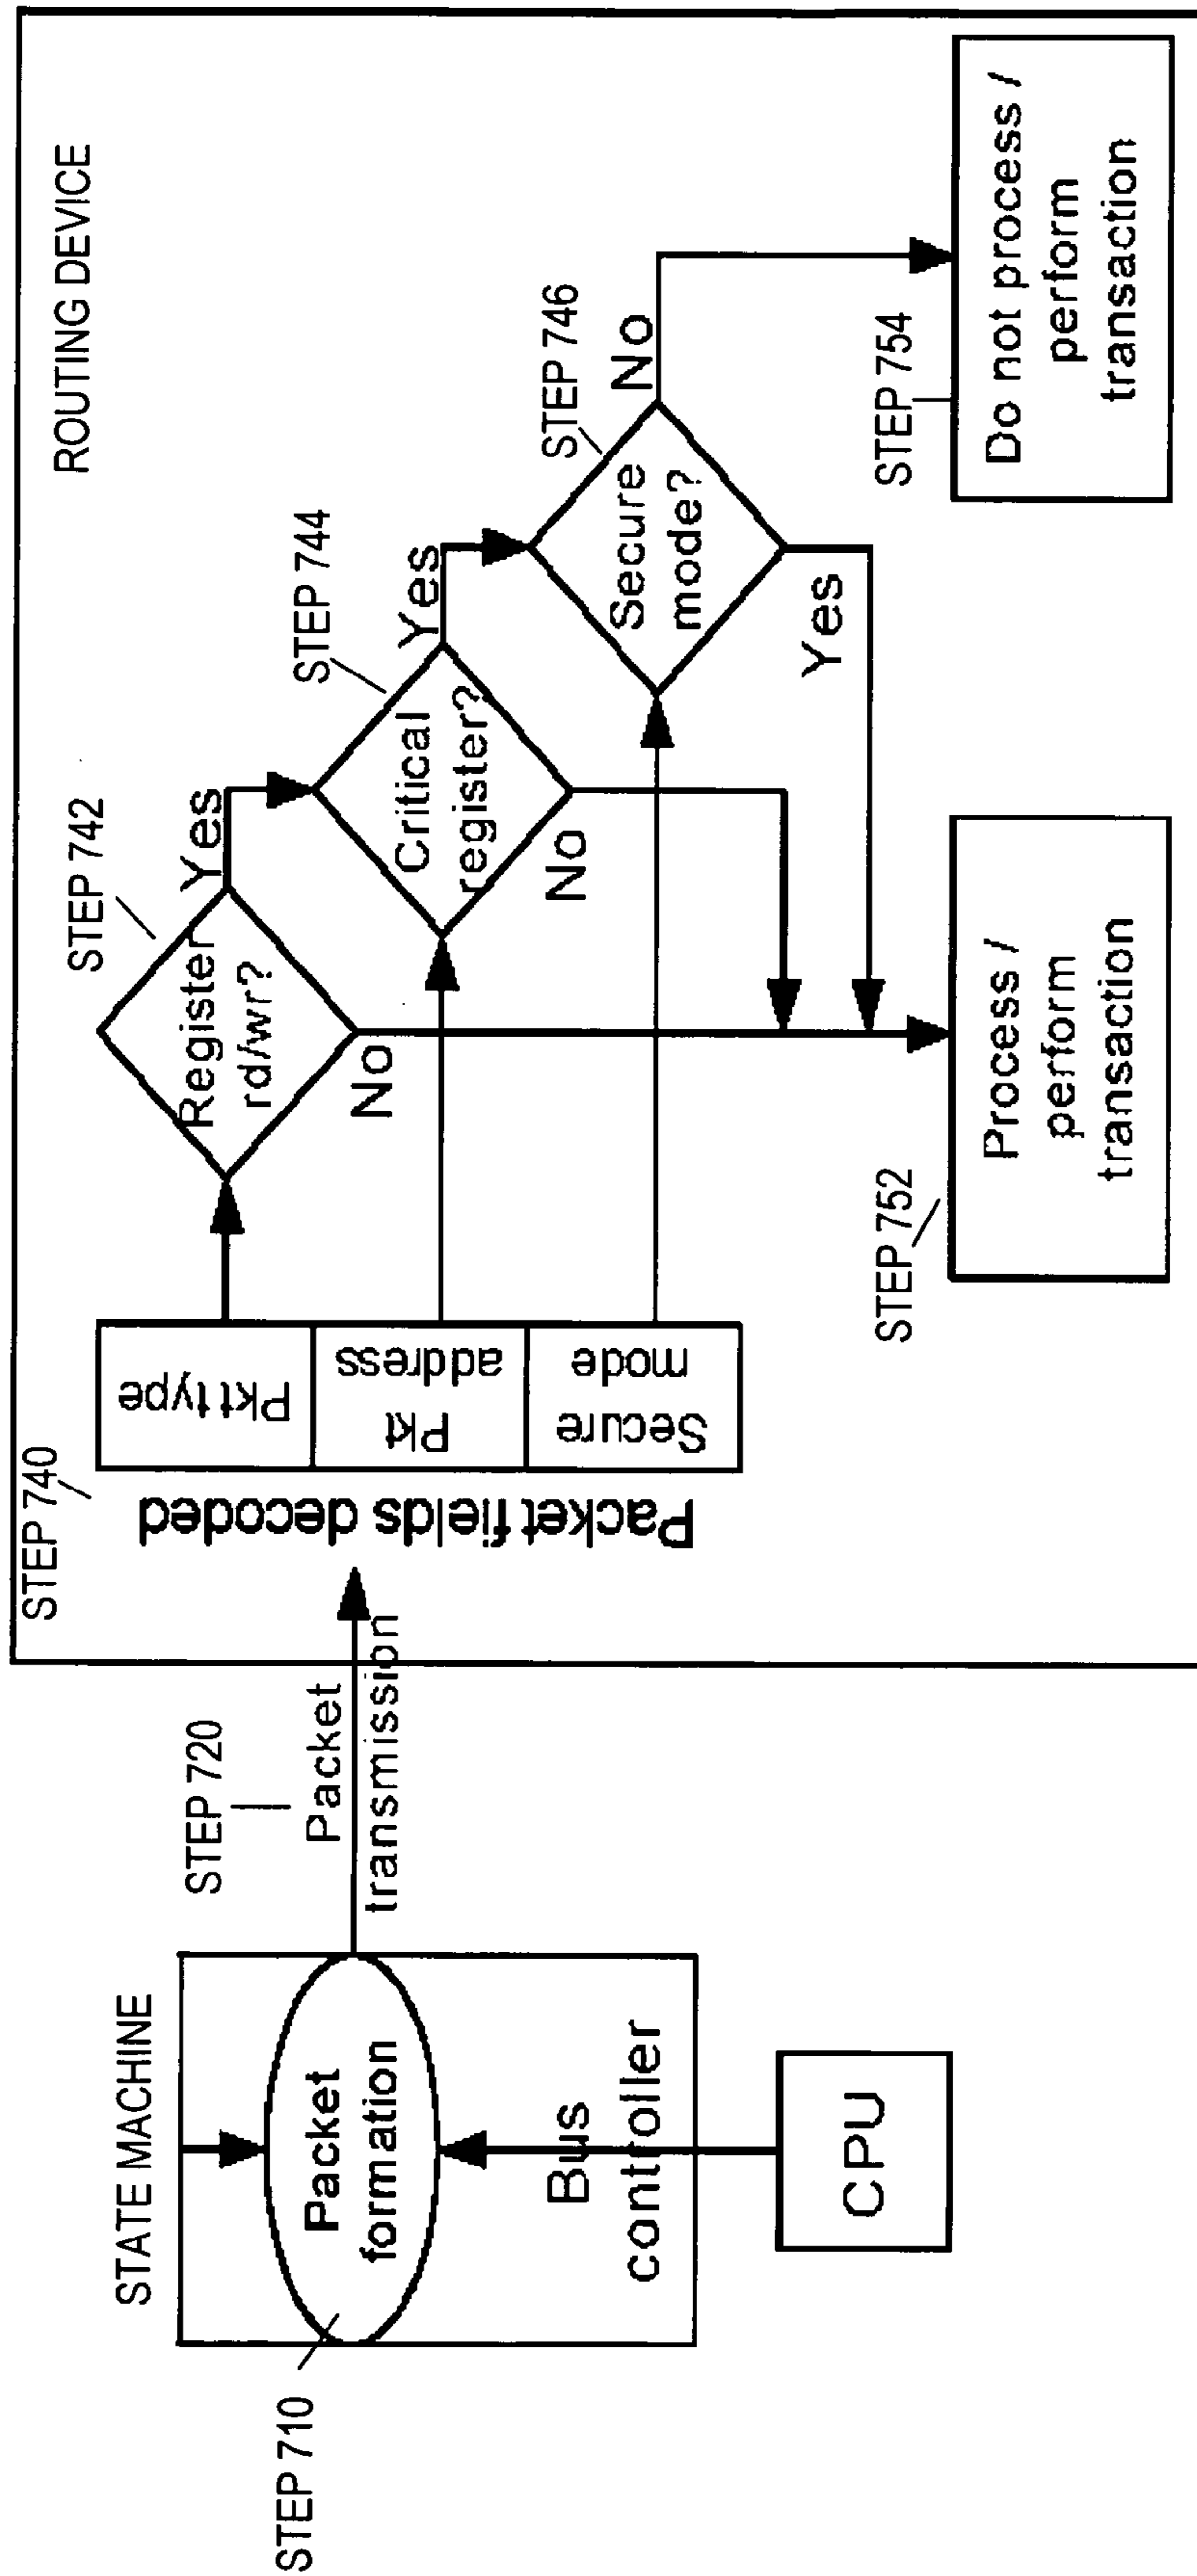 STATE MACHINE
STEP 710
Packet
formation
Bus
controller
CPU
STEP 720
Packet
transmission
ROUTING DEVICE
STEP 740
Packet fields decoded
Pkt type
Pkt
address
Secure
mode
STEP 742
Register
rd/wr?
Yes
No
STEP 744
Critical
register?
Yes
No
STEP 746
Secure
mode?
No
Yes
STEP 752
Process /
perform
transaction
STEP 754
Do not process /
perform
transaction